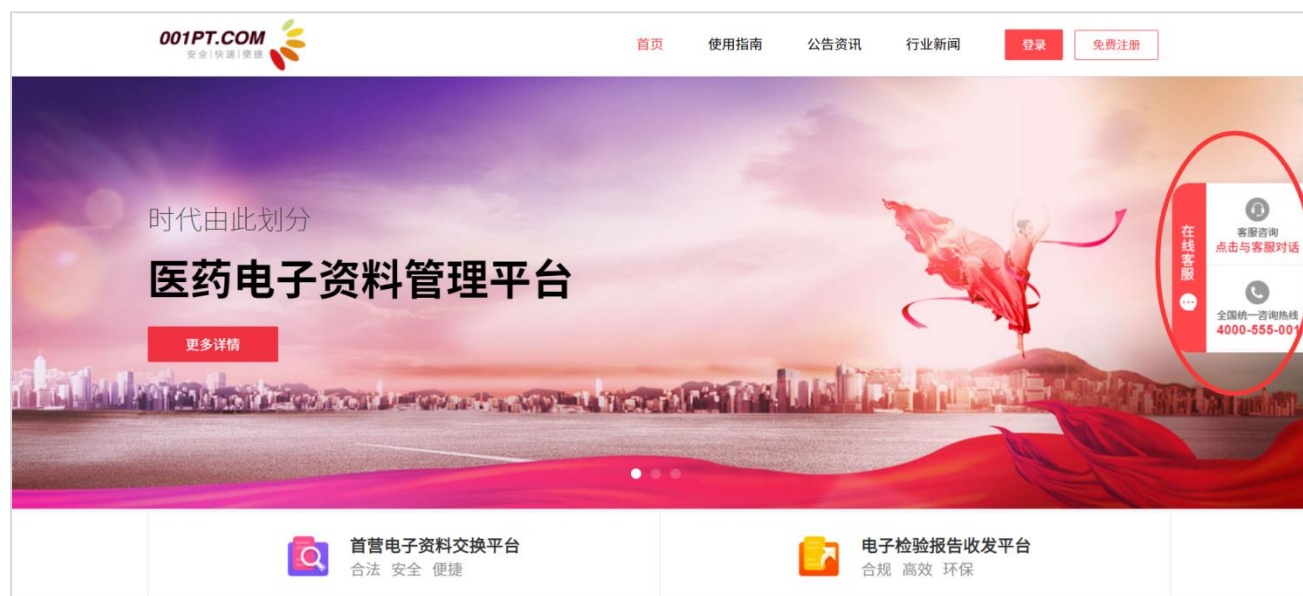 001PT.COM
安全|快速|便捷
首页 使用指南 公告资讯 行业新闻 登录 免费注册
时代由此划分
医药电子资料管理平台
更多详情
在线客服
客服咨询
点击与客服对话
全国统一咨询热线
4000-555-001
首营电子资料交换平台
合法 安全 便捷
电子检验报告收发平台
合规 高效 环保